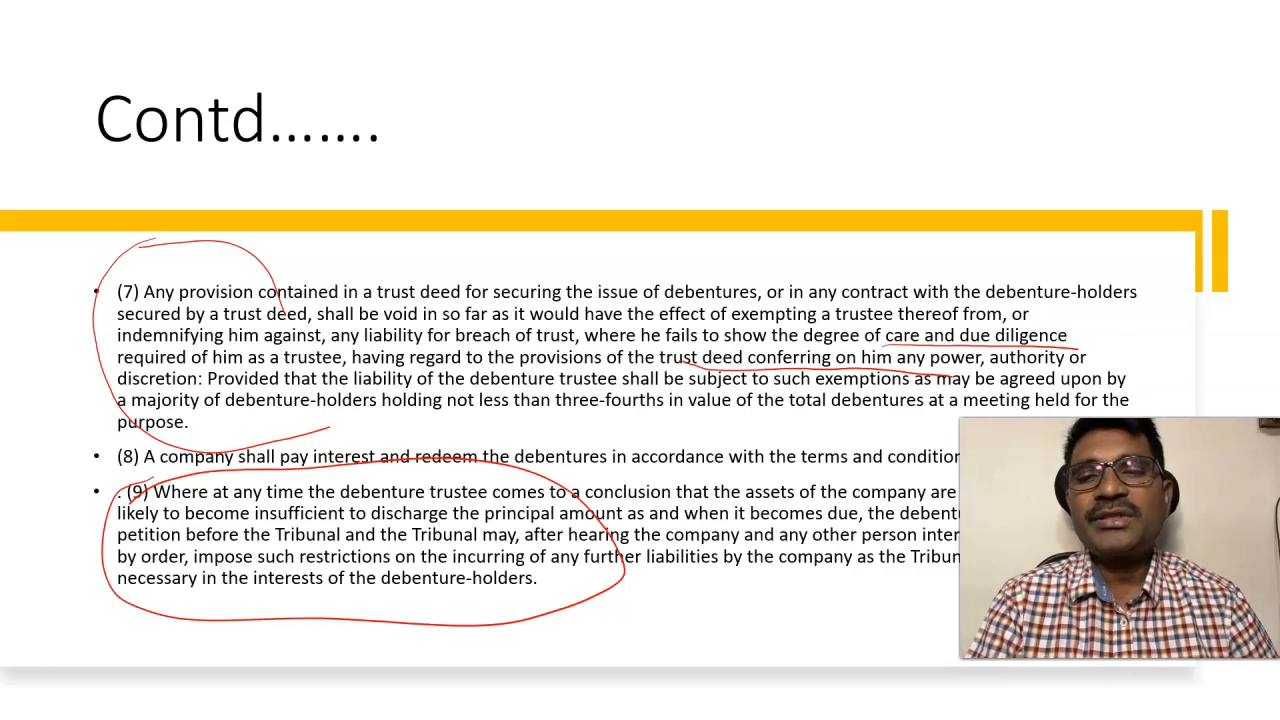 Contd.......
• (7) Any provision contained in a trust deed for securing the issue of debentures, or in any contract with the debenture-holders
secured by a trust deed, shall be void in so far as it would have the effect of exempting a trustee thereof from, or
indemnifying him against, any liability for breach of trust, where he fails to show the degree of care and due diligence
required of him as a trustee, having regard to the provisions of the trust deed conferring on him any power, authority or
discretion: Provided that the liability of the debenture trustee shall be subject to such exemptions as may be agreed upon by
a majority of debenture-holders holding not less than three-fourths in value of the total debentures at a meeting held for the
purpose.
• (8) A company shall pay interest and redeem the debentures in accordance with the terms and condition
• . (9) Where at any time the debenture trustee comes to a conclusion that the assets of the company are
likely to become insufficient to discharge the principal amount as and when it becomes due, the debentu
petition before the Tribunal and the Tribunal may, after hearing the company and any other person inter
by order, impose such restrictions on the incurring of any further liabilities by the company as the Tribun
necessary in the interests of the debenture-holders.